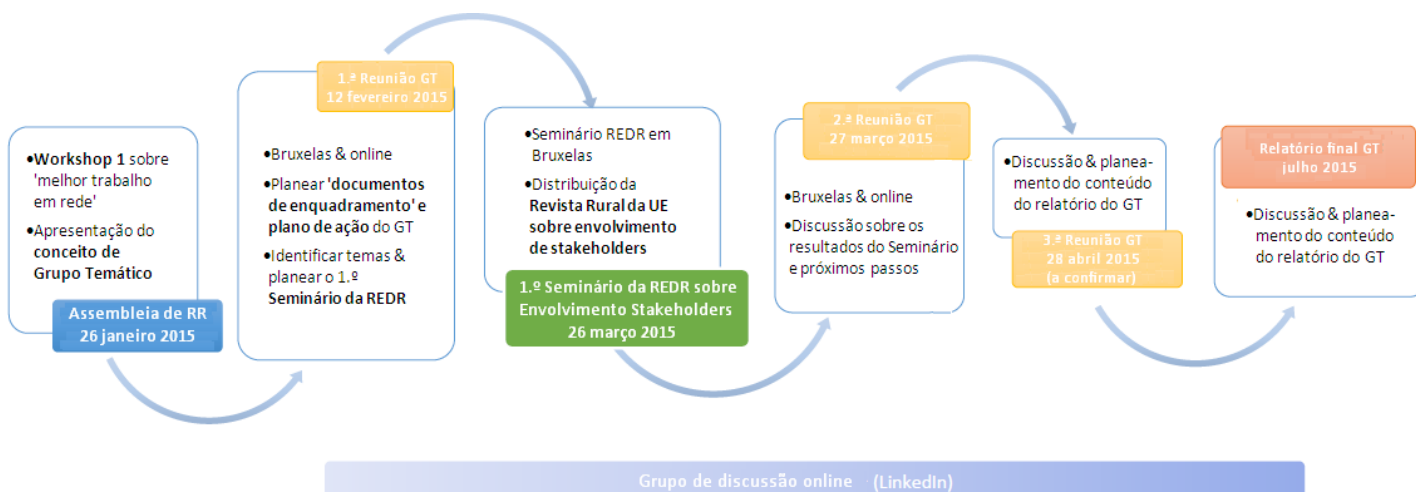 •Workshop 1 sobre
'melhor trabalho
em rede'
•Apresentação do
conceito de
Grupo Temático
Assembleia de RR
26 janeiro 2015
1.ª Reunião GT
12 fevereiro 2015
•Bruxelas & online
•Planear 'documentos
de enquadramento' e
plano de ação do GT
•Identificar temas &
planear o 1.º
Seminário da REDR
•Seminário REDR em
Bruxelas
•Distribuição da
Revista Rural da UE
sobre envolvimento
de stakeholders
1.º Seminário da REDR sobre
Envolvimento Stakeholders
26 março 2015
2.ª Reunião GT
27 março 2015
•Bruxelas & online
•Discussão sobre os
resultados do Seminário
e próximos passos
•Discussão & planea-
mento do conteúdo
do relatório do GT
3.ª Reunião GT
28 abril 2015
(a confirmar)
Relatório final GT
julho 2015
•Discussão & planea-
mento do conteúdo
do relatório do GT
Grupo de discussão online (LinkedIn)